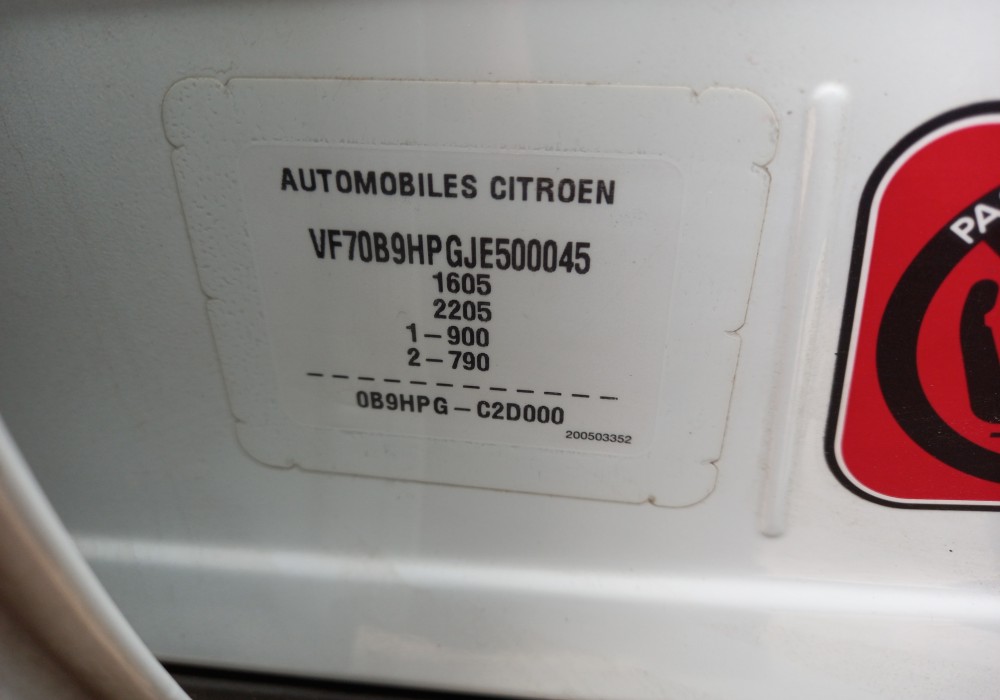 AUTOMOBILES CITROEN
VF70B9HPGJE500045
1605
2205
1-900
2-790
0B9HPG-C2D000
200503352